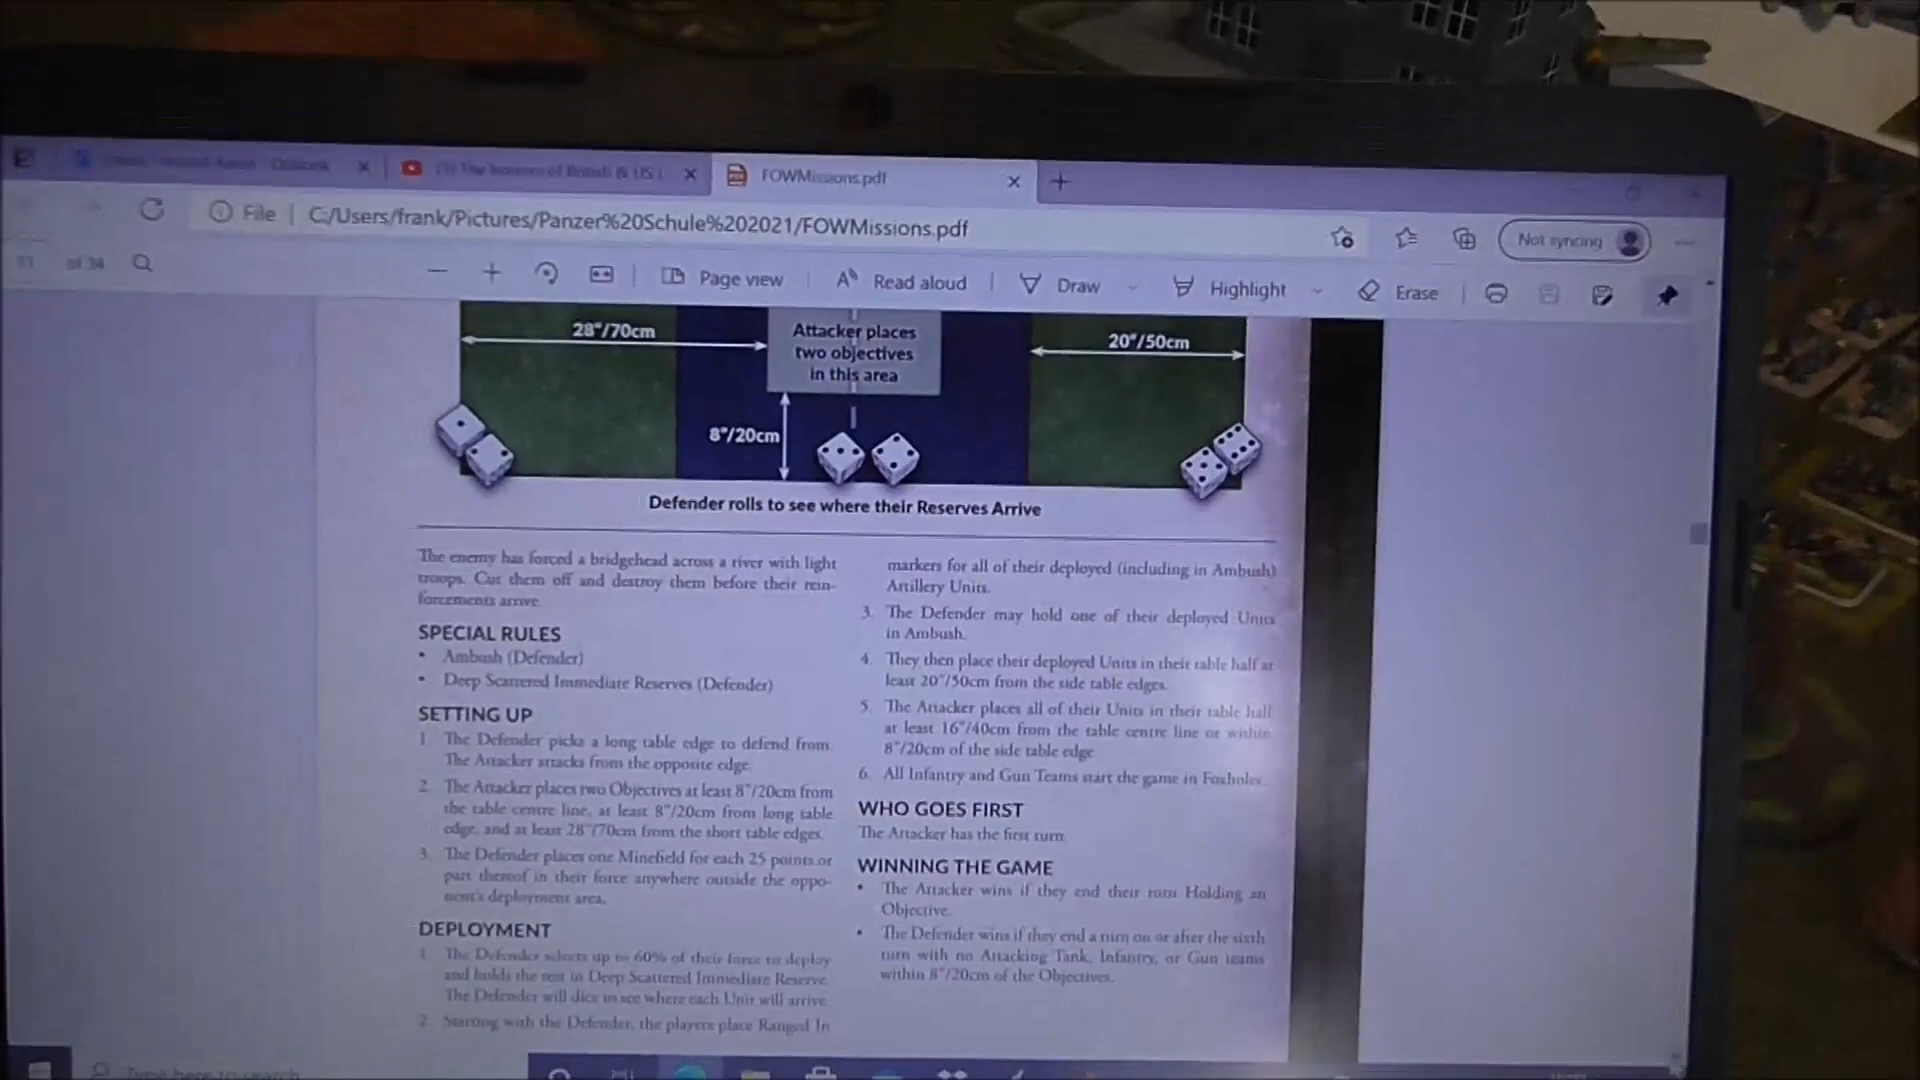 FOWMissions.pdf
File
C:/Users/frank/Pictures/Panzer%20Schule%202021/FOWMissions.pdf
Not syncing
of 34
Page view
Read aloud
Draw
Highlight
Erase
28"/70cm
Attacker places
two objectives
in this area
20"/50cm
8"/20cm
Defender rolls to see where their Reserves Arrive
The enemy has forced a bridgehead across a river with light
troops. Cut them off and destroy them before their rein-
forcements arrive.
SPECIAL RULES
• Ambush (Defender)
• Deep Scattered Immediate Reserves (Defender)
SETTING UP
1 The Defender picks a long table edge to defend from.
The Attacker attacks from the opposite edge.
2. The Attacker places two Objectives at least 8"/20cm from
the table centre line, at least 8"/20cm from long table
edge, and at least 28"/70cm from the short table edges.
3. The Defender places one Minefield for each 25 points or
part thereof in their force anywhere outside the oppo-
nent's deployment area.
DEPLOYMENT
1. The Defender selects up to 60% of their force to deploy
and holds the rest in Deep Scattered Immediate Reserve.
The Defender will dice to see where each Unit will arrive.
2. Starting with the Defender, the players place Ranged In
markers for all of their deployed (including in Ambush)
Artillery Units.
3. The Defender may hold one of their deployed Units
in Ambush.
4. They then place their deployed Units in their table half at
least 20"/50cm from the side table edges.
5. The Attacker places all of their Units in their table half
at least 16"/40cm from the table centre line or within
8"/20cm of the side table edge.
6. All Infantry and Gun Teams start the game in Foxholes.
WHO GOES FIRST
The Attacker has the first turn.
WINNING THE GAME
• The Attacker wins if they end their turn Holding an
Objective.
• The Defender wins if they end a turn on or after the sixth
turn with no Attacking Tank, Infantry, or Gun teams
within 8"/20cm of the Objectives.
Type here to search